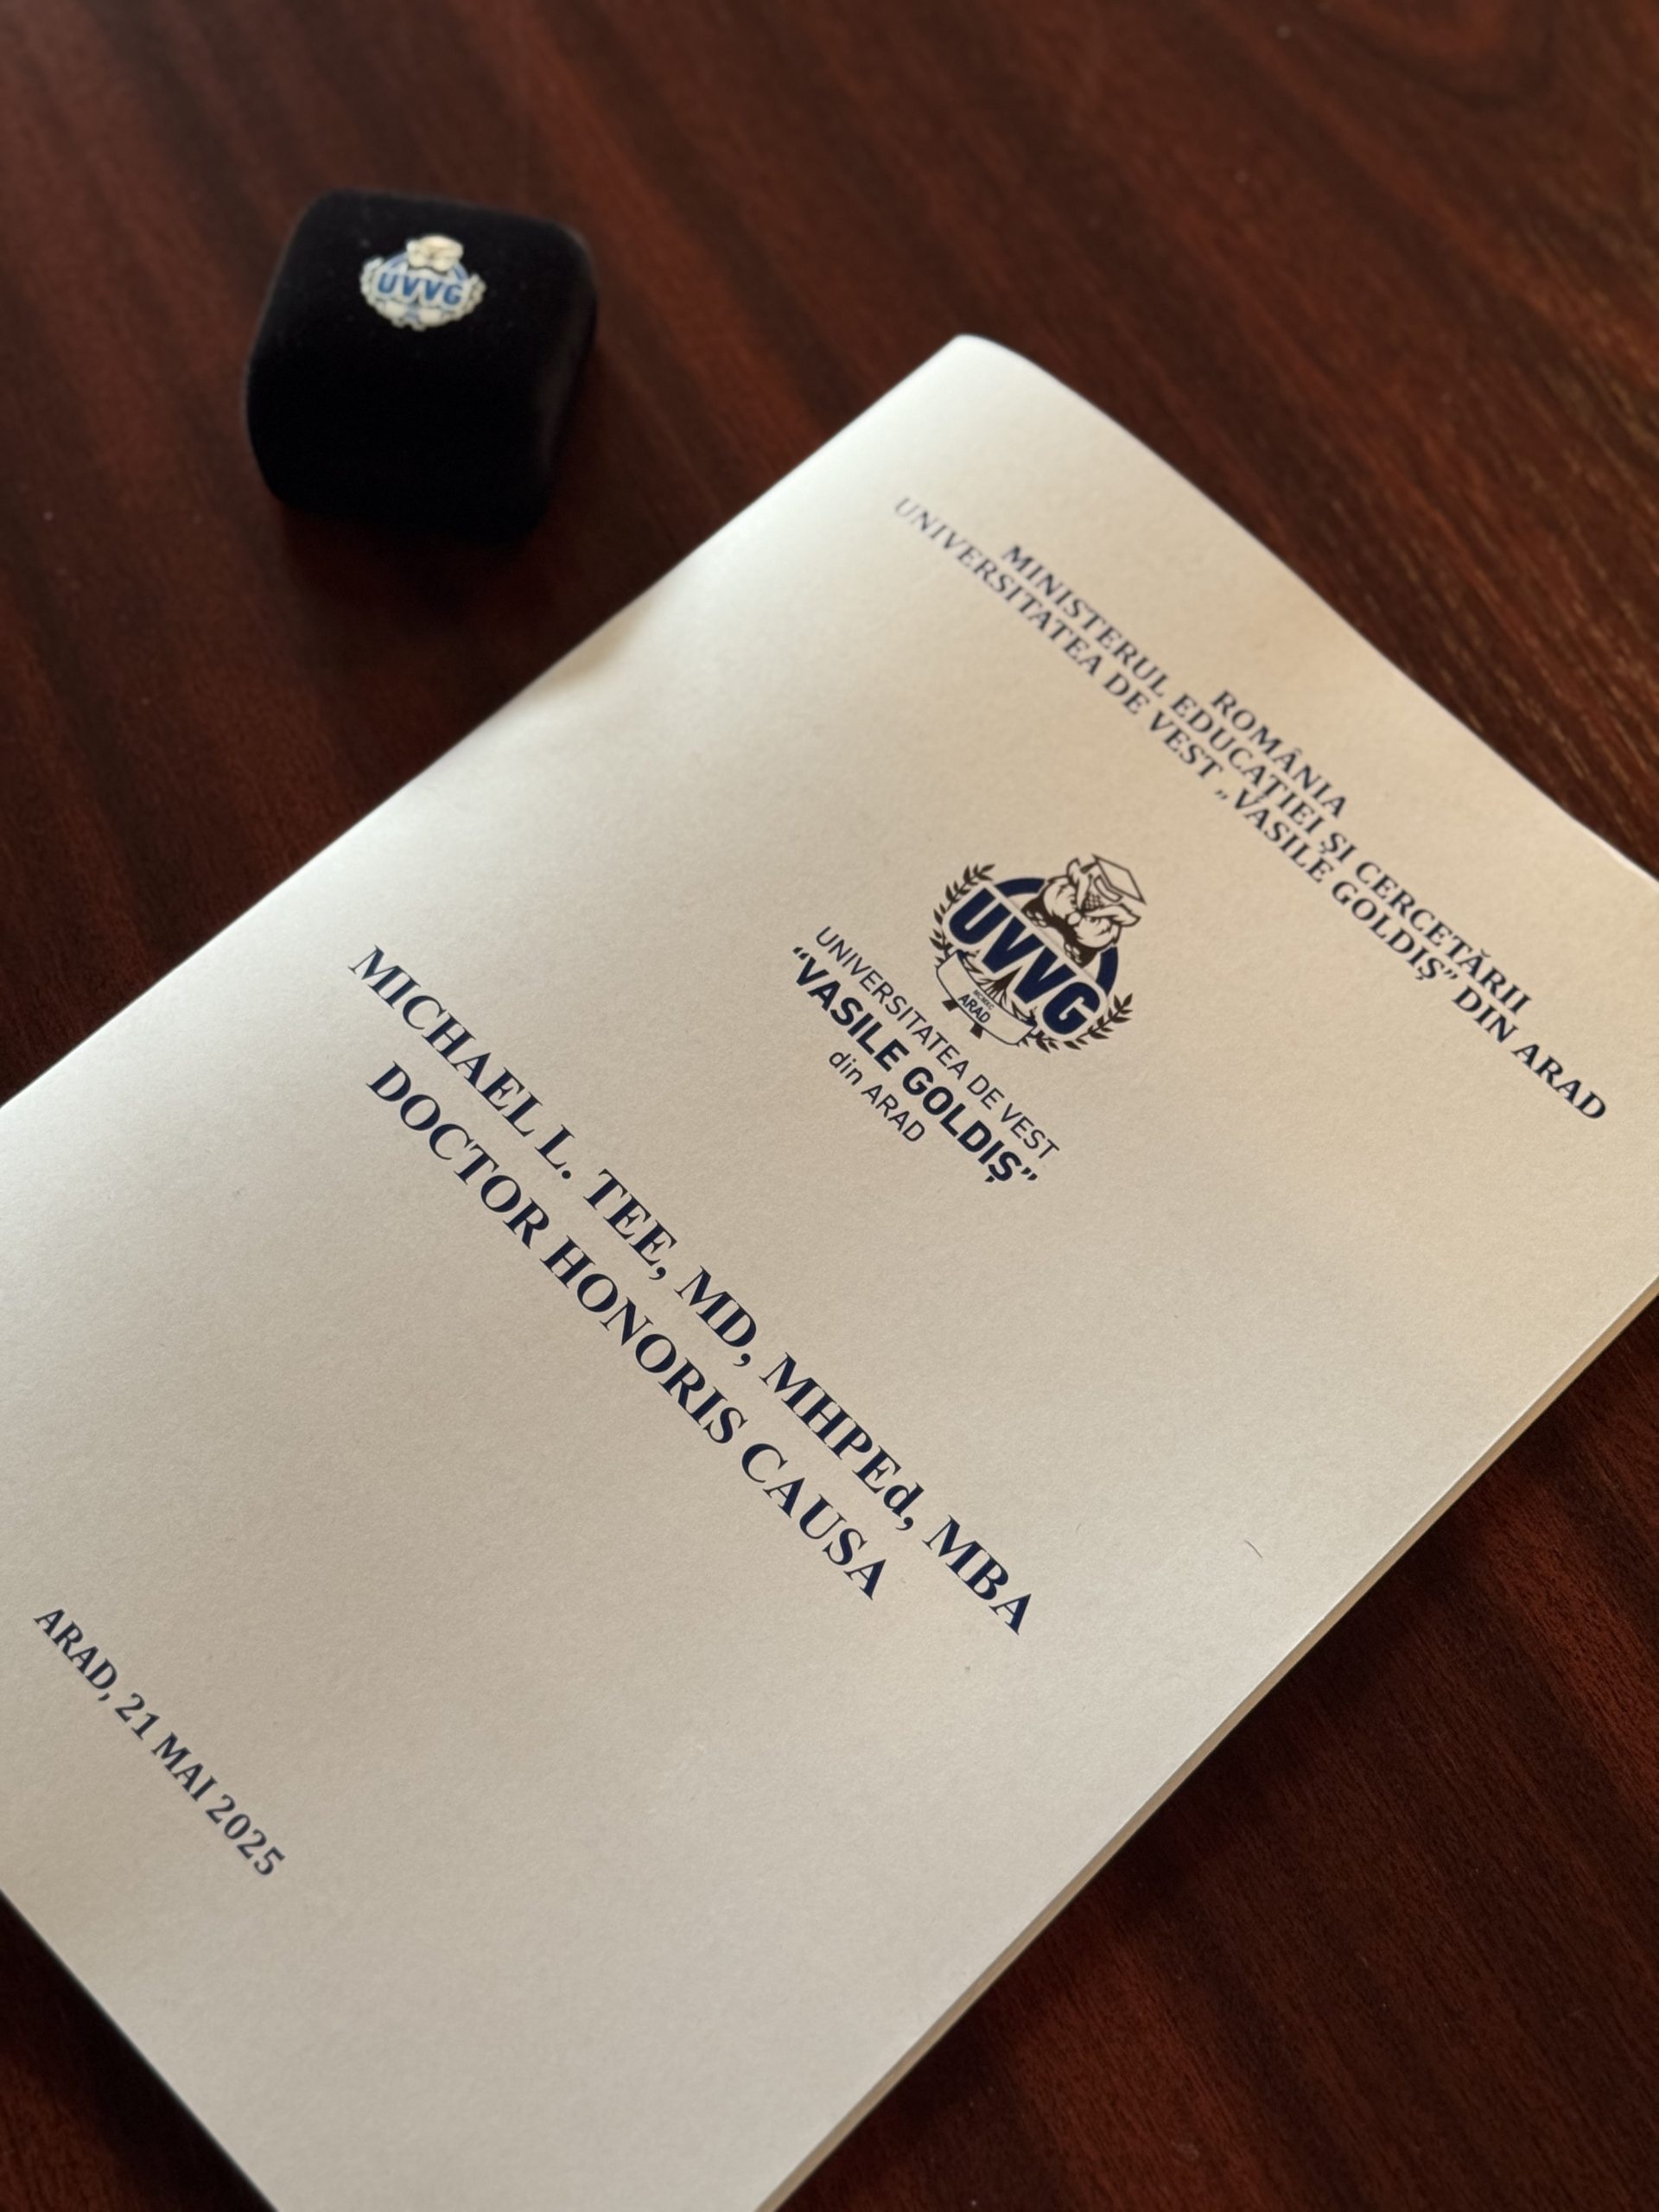 UVVG
ROMÂNIA
MINISTERUL EDUCAȚIEI ȘI CERCETĂRII
UNIVERSITATEA DE VEST „VASILE GOLDIȘ” DIN ARAD
UVVG
ARAD
UNIVERSITATEA DE VEST
“VASILE GOLDIȘ”
din ARAD
MICHAEL L. TEE, MD, MHPEd, MBA
DOCTOR HONORIS CAUSA
ARAD, 21 MAI 2025